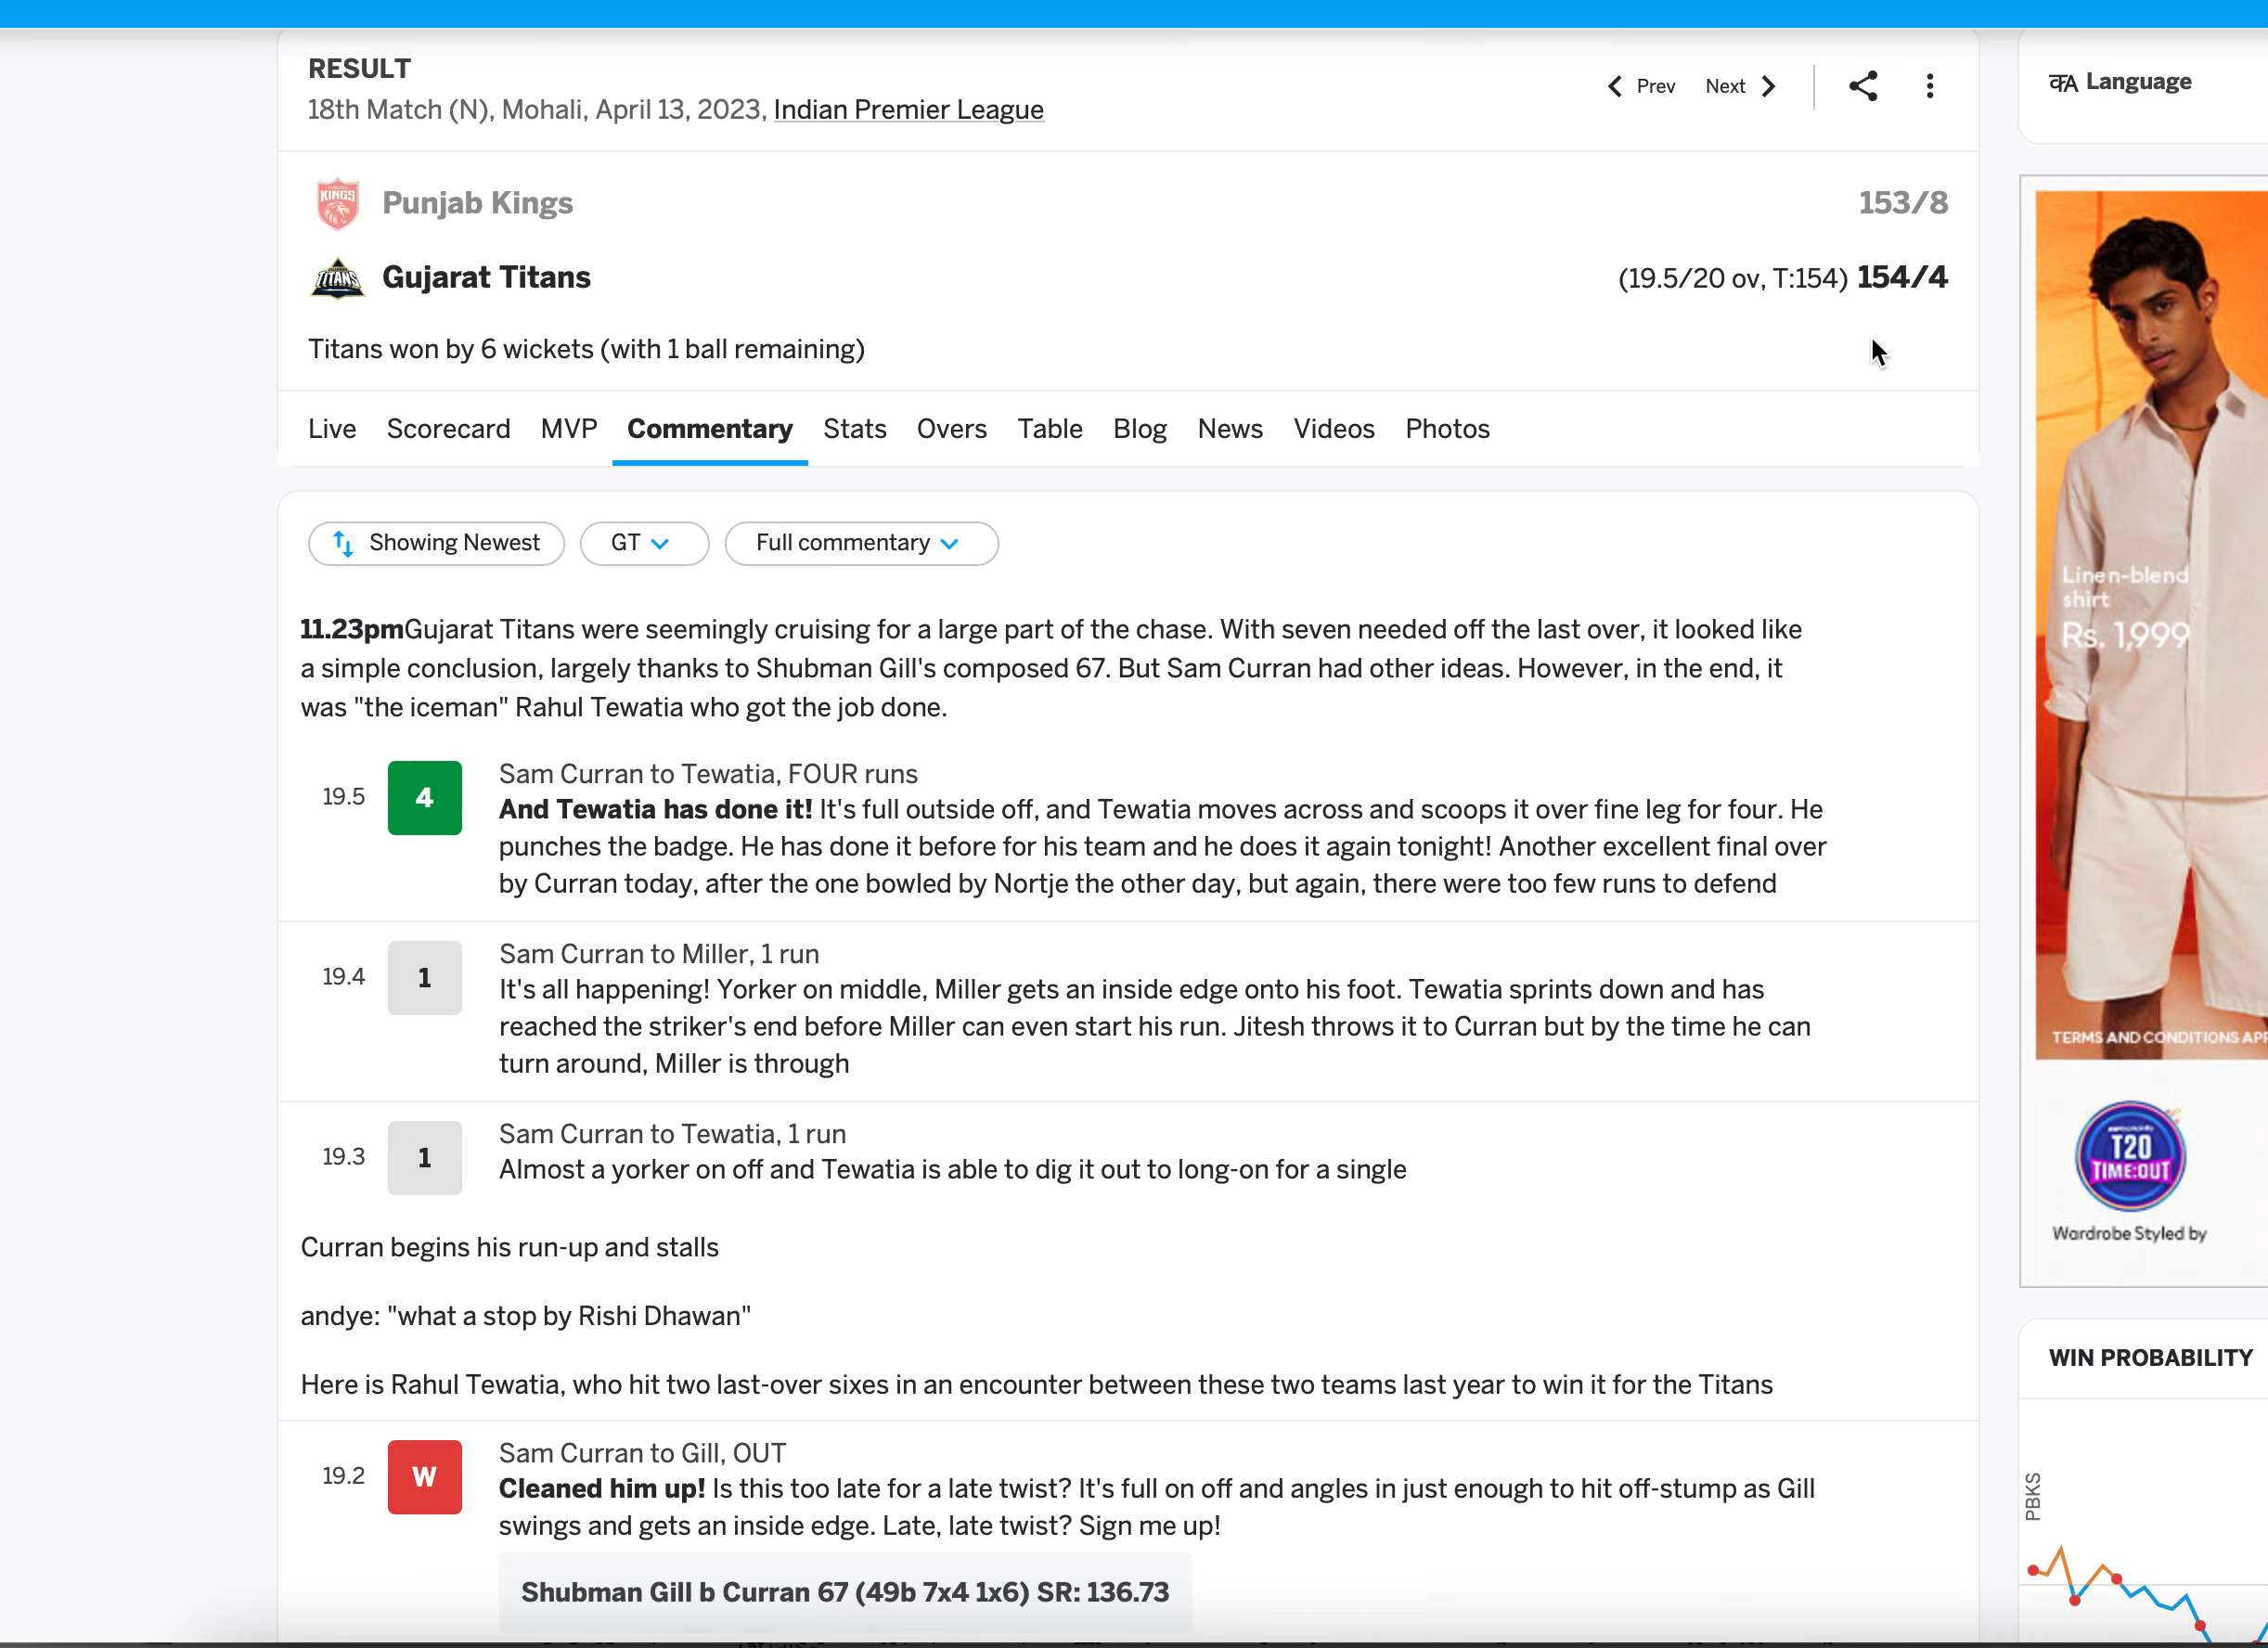 RESULT
18th Match (N), Mohali, April 13, 2023, Indian Premier League
Prev Next
KINGS
Punjab Kings 153/8
TITANS
Gujarat Titans (19.5/20 ov, T:154) 154/4
Titans won by 6 wickets (with 1 ball remaining)
Live Scorecard MVP Commentary Stats Overs Table Blog News Videos Photos
Showing Newest GT Full commentary
11.23pmGujarat Titans were seemingly cruising for a large part of the chase. With seven needed off the last over, it looked like
a simple conclusion, largely thanks to Shubman Gill's composed 67. But Sam Curran had other ideas. However, in the end, it
was "the iceman" Rahul Tewatia who got the job done.
19.5 4 Sam Curran to Tewatia, FOUR runs
And Tewatia has done it! It's full outside off, and Tewatia moves across and scoops it over fine leg for four. He
punches the badge. He has done it before for his team and he does it again tonight! Another excellent final over
by Curran today, after the one bowled by Nortje the other day, but again, there were too few runs to defend
19.4 1 Sam Curran to Miller, 1 run
It's all happening! Yorker on middle, Miller gets an inside edge onto his foot. Tewatia sprints down and has
reached the striker's end before Miller can even start his run. Jitesh throws it to Curran but by the time he can
turn around, Miller is through
19.3 1 Sam Curran to Tewatia, 1 run
Almost a yorker on off and Tewatia is able to dig it out to long-on for a single
Curran begins his run-up and stalls
andye: "what a stop by Rishi Dhawan"
Here is Rahul Tewatia, who hit two last-over sixes in an encounter between these two teams last year to win it for the Titans
19.2 W Sam Curran to Gill, OUT
Cleaned him up! Is this too late for a late twist? It's full on off and angles in just enough to hit off-stump as Gill
swings and gets an inside edge. Late, late twist? Sign me up!
Shubman Gill b Curran 67 (49b 7x4 1x6) SR: 136.73
Language
Linen-blend
shirt
Rs. 1,999
TERMS AND CONDITIONS
T20
TIME:OUT
Wardrobe Styled by
WIN PROBABILITY
PBKS